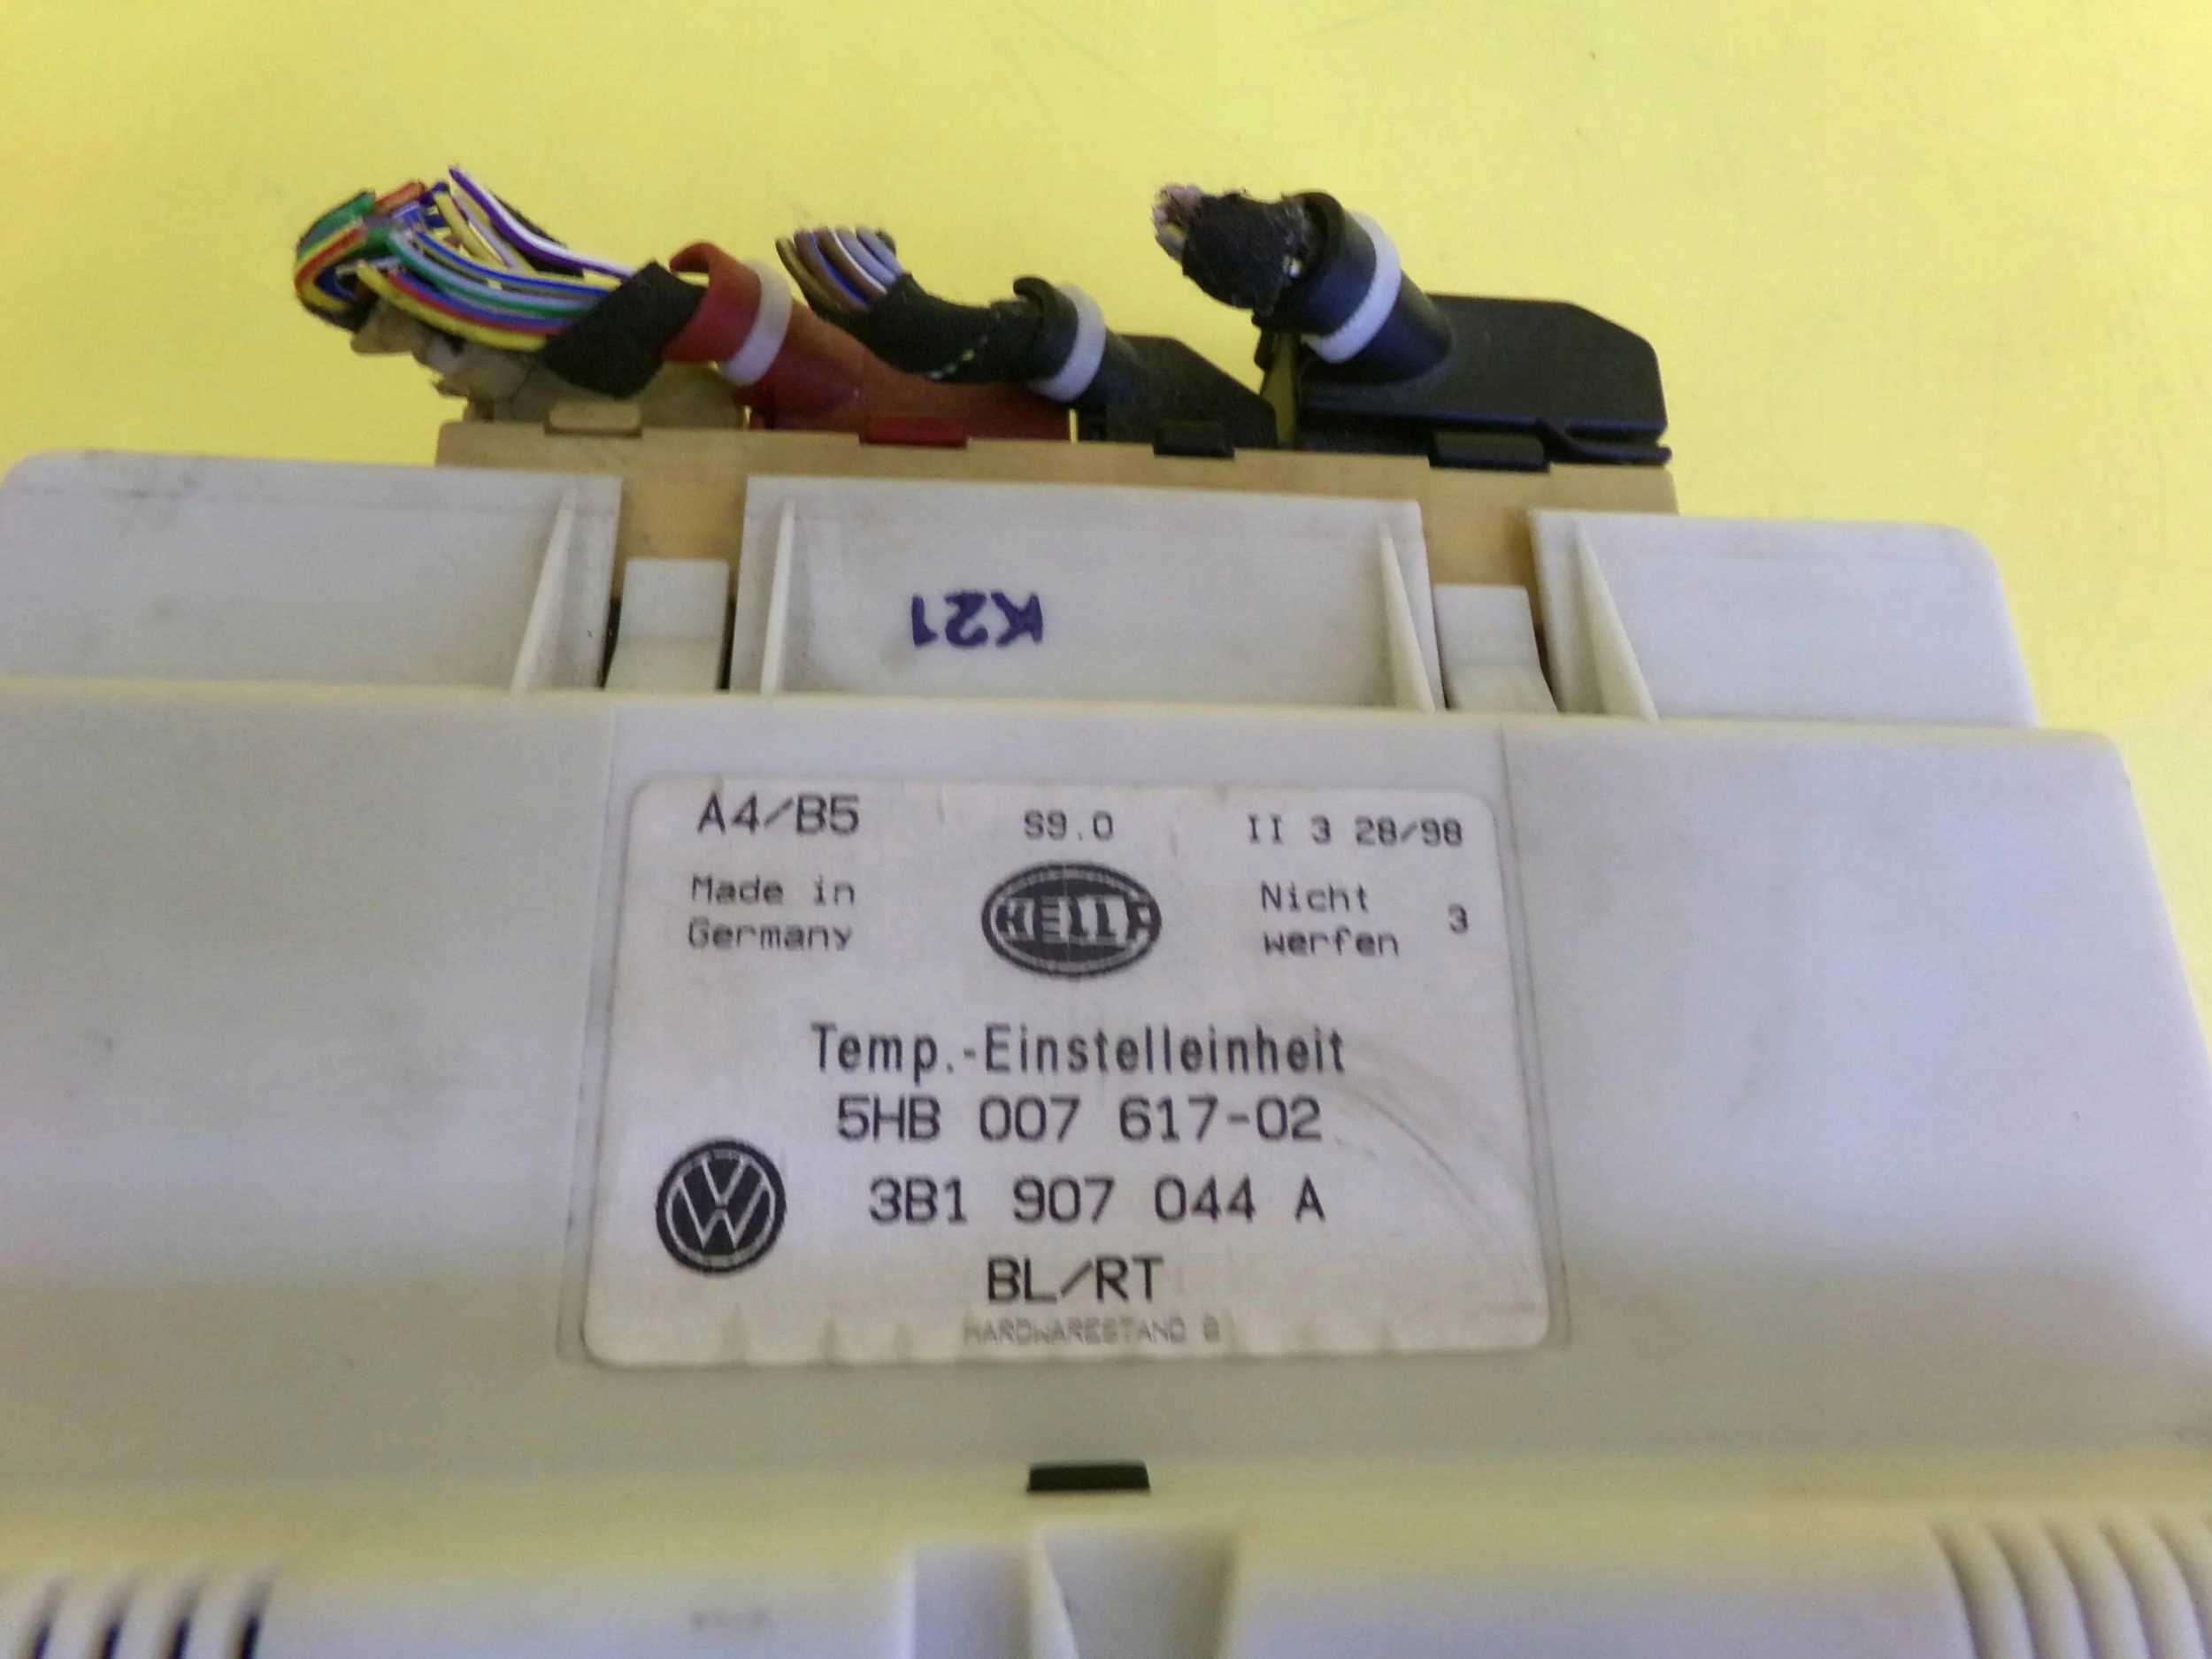 K21
A4/B5 S9.0 II 3 28/98
Made in Germany
HELLA
Nicht werfen 3
Temp.-Einstelleinheit
5HB 007 617-02
VW
3B1 907 044 A
BL/RT
HARDWARESTAND